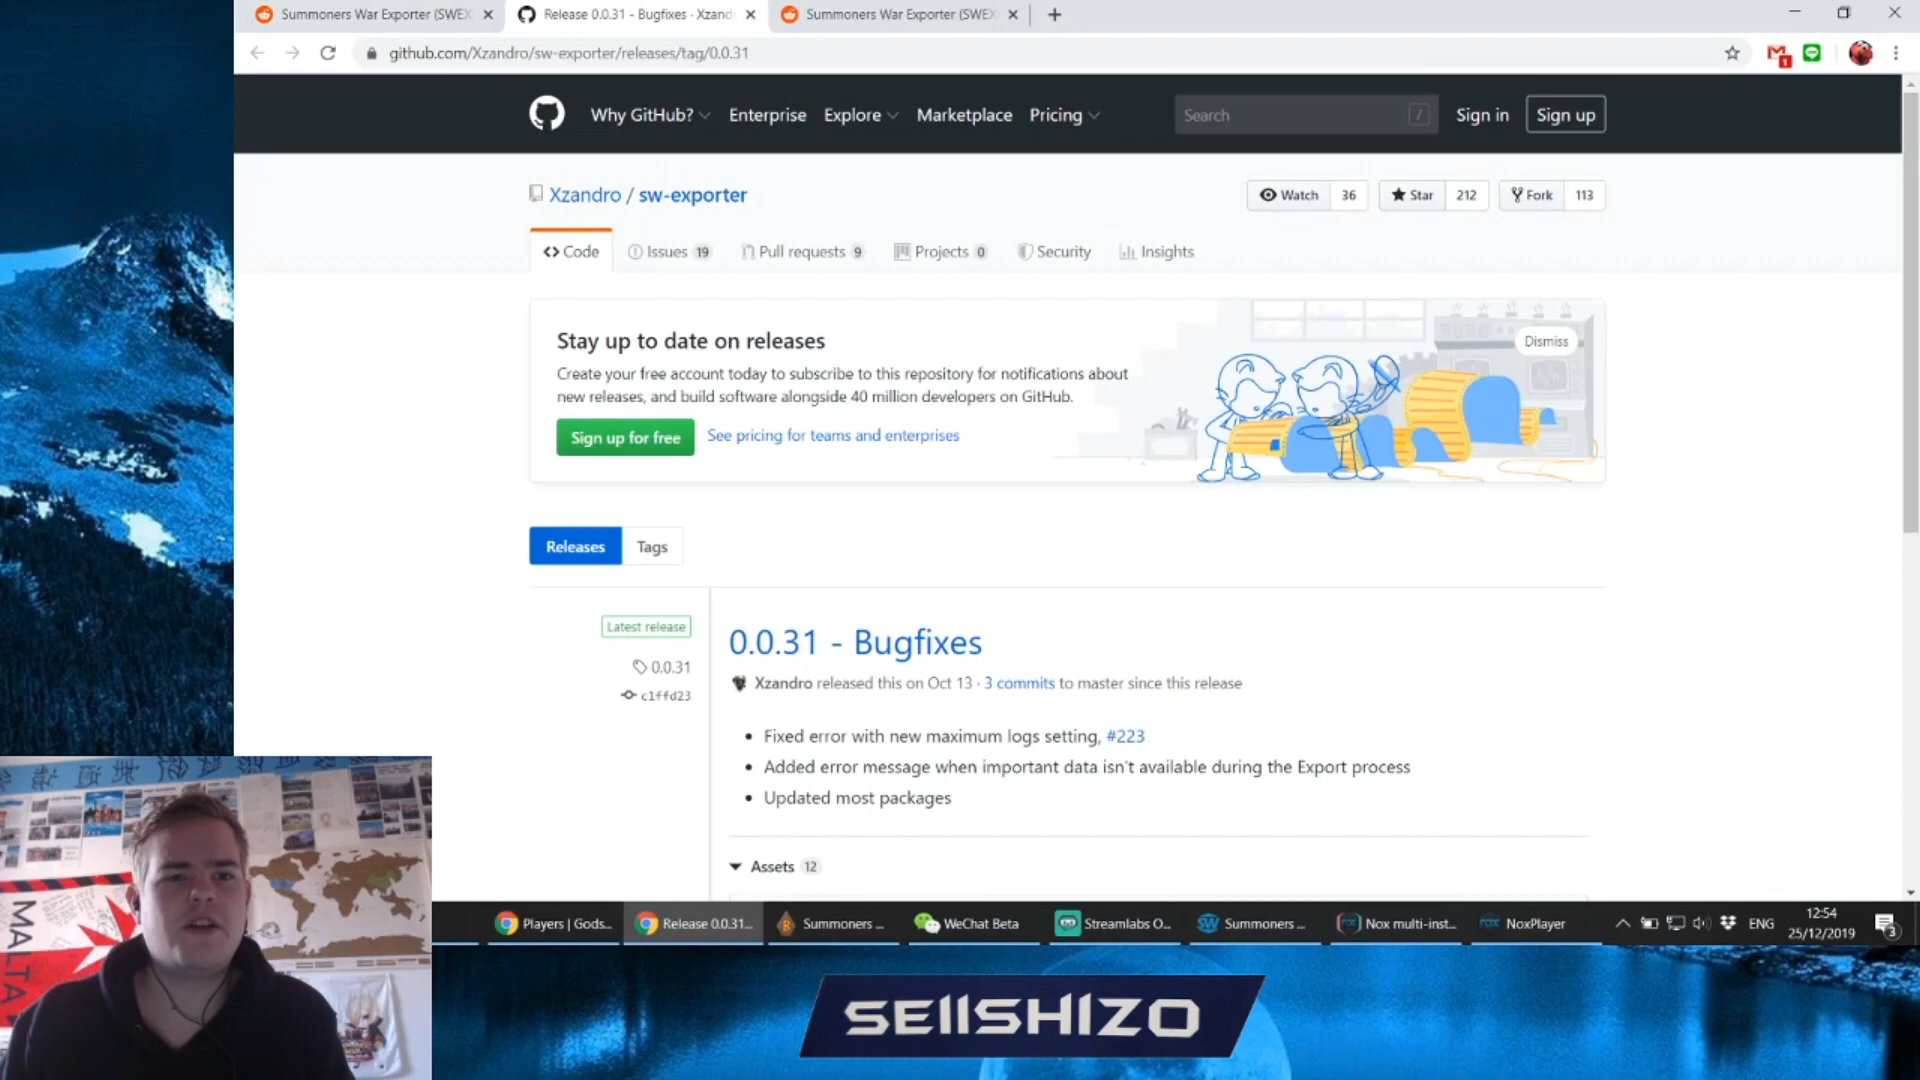 Summoners War Exporter (SWEX
Release 0.0.31 - Bugfixes · Xzand
Summoners War Exporter (SWEX
github.com/Xzandro/sw-exporter/releases/tag/0.0.31
1
Why GitHub?
Enterprise
Explore
Marketplace
Pricing
Search
/
Sign in
Sign up
Xzandro / sw-exporter
Watch 36
Star 212
Fork 113
Code
Issues 19
Pull requests 9
Projects 0
Security
Insights
Stay up to date on releases
Dismiss
Create your free account today to subscribe to this repository for notifications about
new releases, and build software alongside 40 million developers on GitHub.
Sign up for free
See pricing for teams and enterprises
Releases
Tags
Latest release
0.0.31
c1ffd23
0.0.31 - Bugfixes
Xzandro released this on Oct 13 · 3 commits to master since this release
• Fixed error with new maximum logs setting, #223
• Added error message when important data isn't available during the Export process
• Updated most packages
Assets 12
MALTA
Players | Gods...
Release 0.0.31...
Summoners ...
WeChat Beta
Streamlabs O...
SW
Summoners ...
Nox multi-inst...
NoxPlayer
ENG
12:54
25/12/2019
3
SEIISHIZO